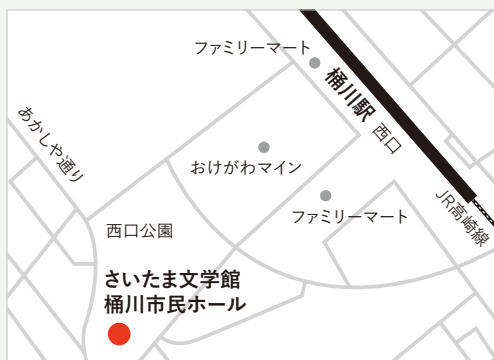 ファミリーマート
桶川駅 西口
あかしや通り
おけがわマイン
ファミリーマート
JR高崎線
西口公園
さいたま文学館
桶川市民ホール